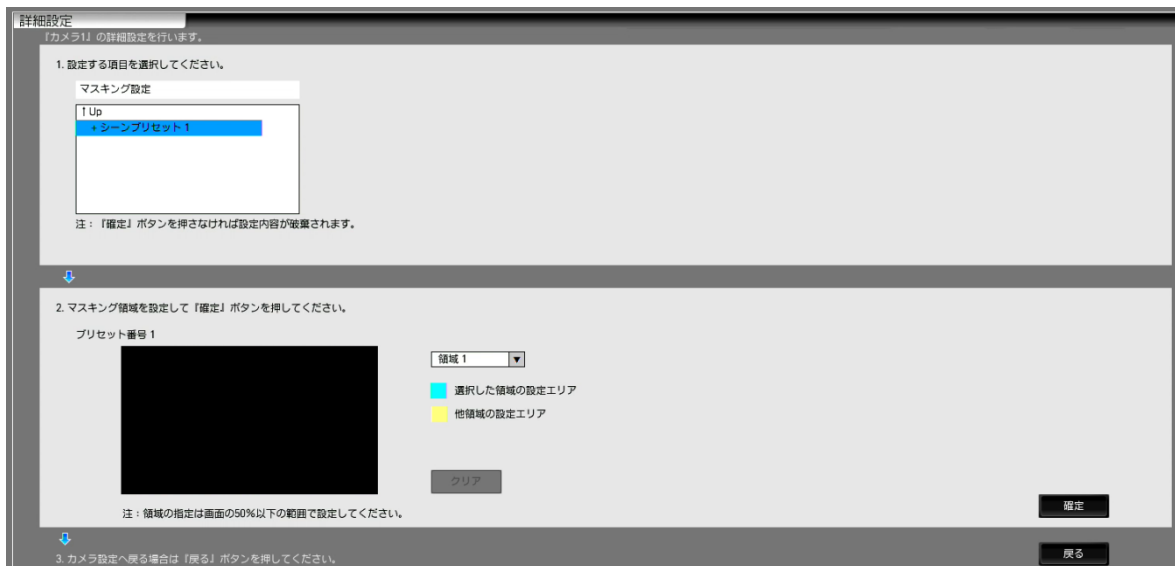 詳細設定
『カメラ1』の詳細設定を行います。
1. 設定する項目を選択してください。
マスキング設定
↑Up
+シーンプリセット 1
注：『確定』ボタンを押さなければ設定内容が破棄されます。
2. マスキング領域を設定して『確定』ボタンを押してください。
プリセット番号 1
領域 1
選択した領域の設定エリア
他領域の設定エリア
クリア
注：領域の指定は画面の50%以下の範囲で設定してください。
確定
3. カメラ設定へ戻る場合は『戻る』ボタンを押してください。
戻る